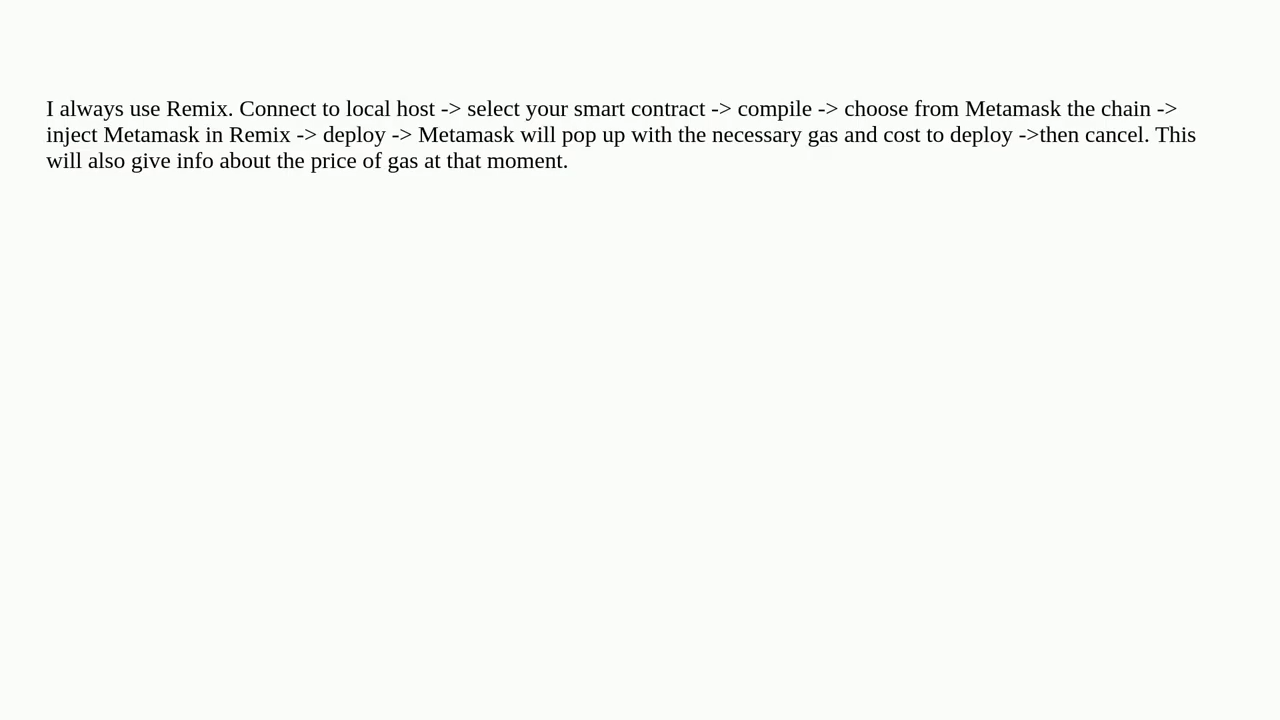 I always use Remix. Connect to local host -> select your smart contract -> compile -> choose from Metamask the chain ->
inject Metamask in Remix -> deploy -> Metamask will pop up with the necessary gas and cost to deploy ->then cancel. This
will also give info about the price of gas at that moment.